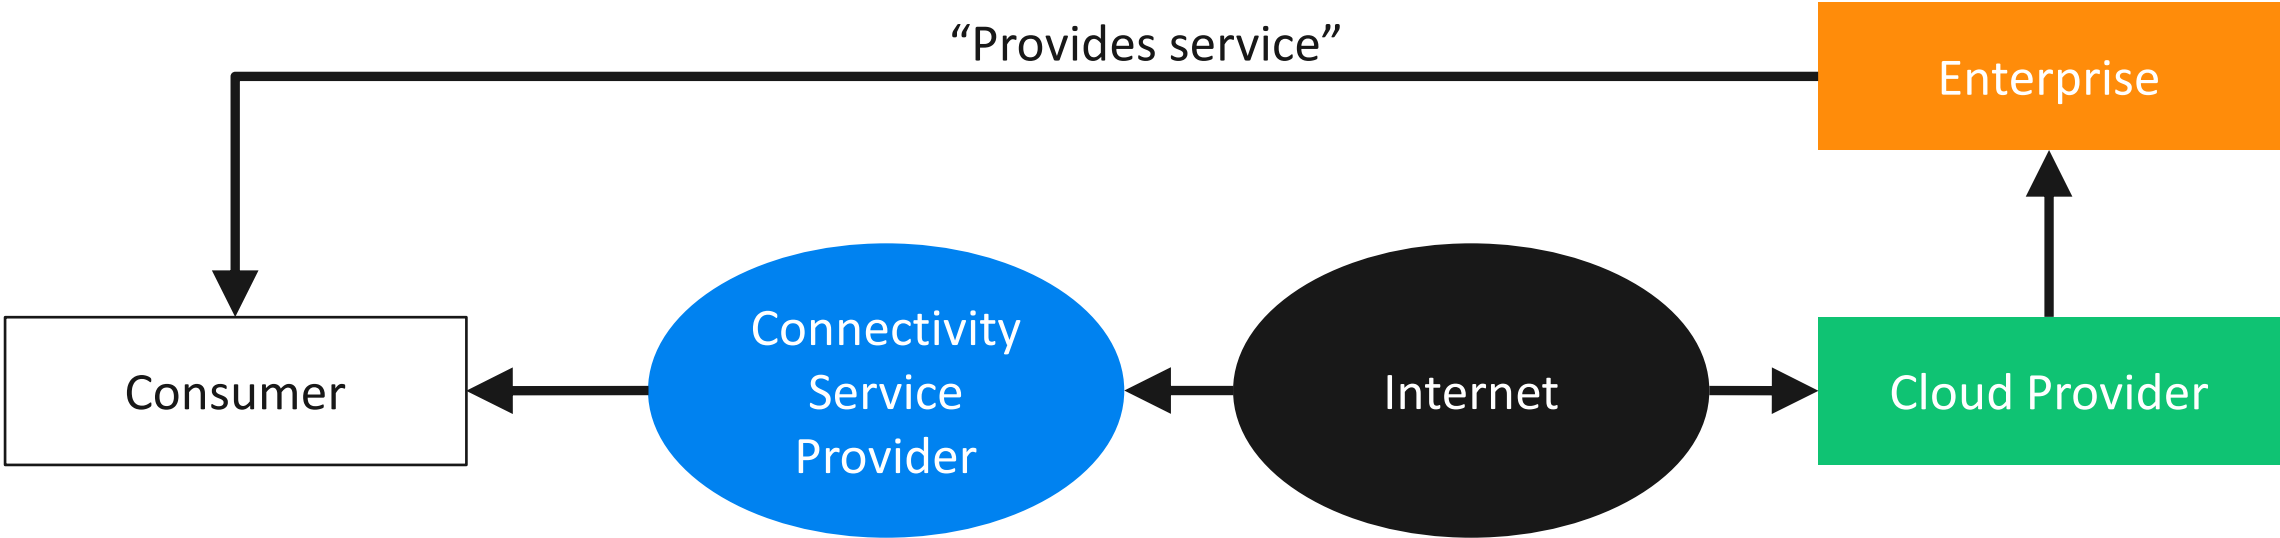 “Provides service”
Enterprise
Consumer
Connectivity
Service
Provider
Internet
Cloud Provider